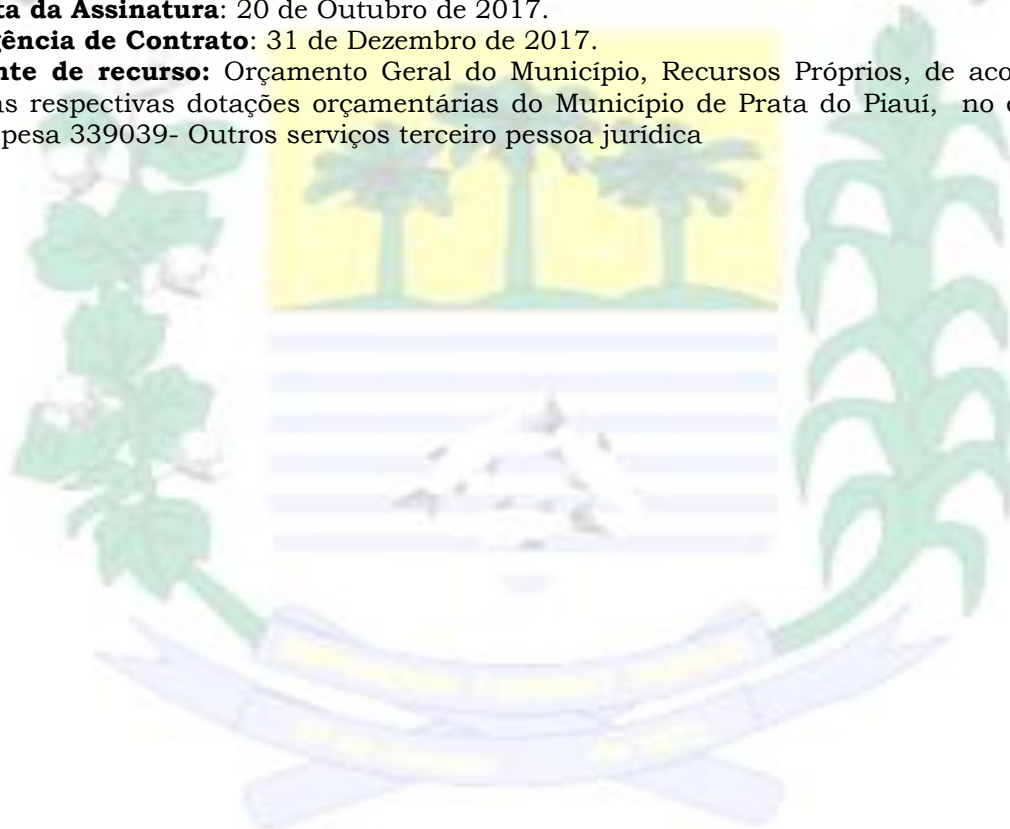 ta da Assinatura: 20 de Outubro de 2017.
gência de Contrato: 31 de Dezembro de 2017.
nte de recurso: Orçamento Geral do Município, Recursos Próprios, de aco
as respectivas dotações orçamentárias do Município de Prata do Piauí, no
pesa 339039- Outros serviços terceiro pessoa jurídica